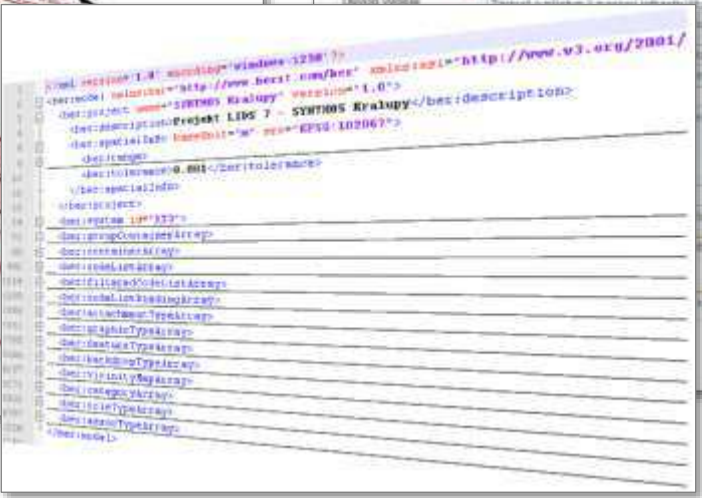 <?xml version='1.0' encoding='windows-1250'?>
<ber:model xmlns:ber="http://www.berit.com/ber" xmlns:xsi="http://www.w3.org/2001/
<ber:project name="SYNTHOS Kralupy" version="1.0">
<ber:description>Projekt LIDS 7 - SYNTHOS Kralupy</ber:description>
<ber:spatialInfo baseUnit="m" srs="EPSG:102067">
<ber:range>
<ber:tolerance>0.001</ber:tolerance>
</ber:spatialInfo>
</ber:project>
<ber:system id="SYS">
<ber:groupContainerArray>
<ber:containerArray>
<ber:codeListArray>
<ber:filteredCodeListArray>
<ber:codeListBindingArray>
<ber:attachmentTypeArray>
<ber:graphicTypeArray>
<ber:featureTypeArray>
<ber:backdropTypeArray>
<ber:vicinityMapArray>
<ber:categoryArray>
<ber:roleTypeArray>
<ber:assocTypeArray>
</ber:model>